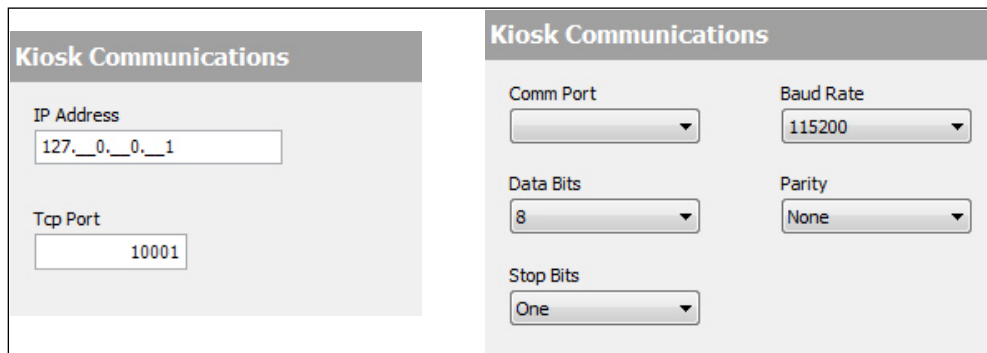 Kiosk Communications
IP Address
127.__0.__0.__1
Tcp Port
10001
Kiosk Communications
Comm Port
Baud Rate
115200
Data Bits
Parity
8
None
Stop Bits
One